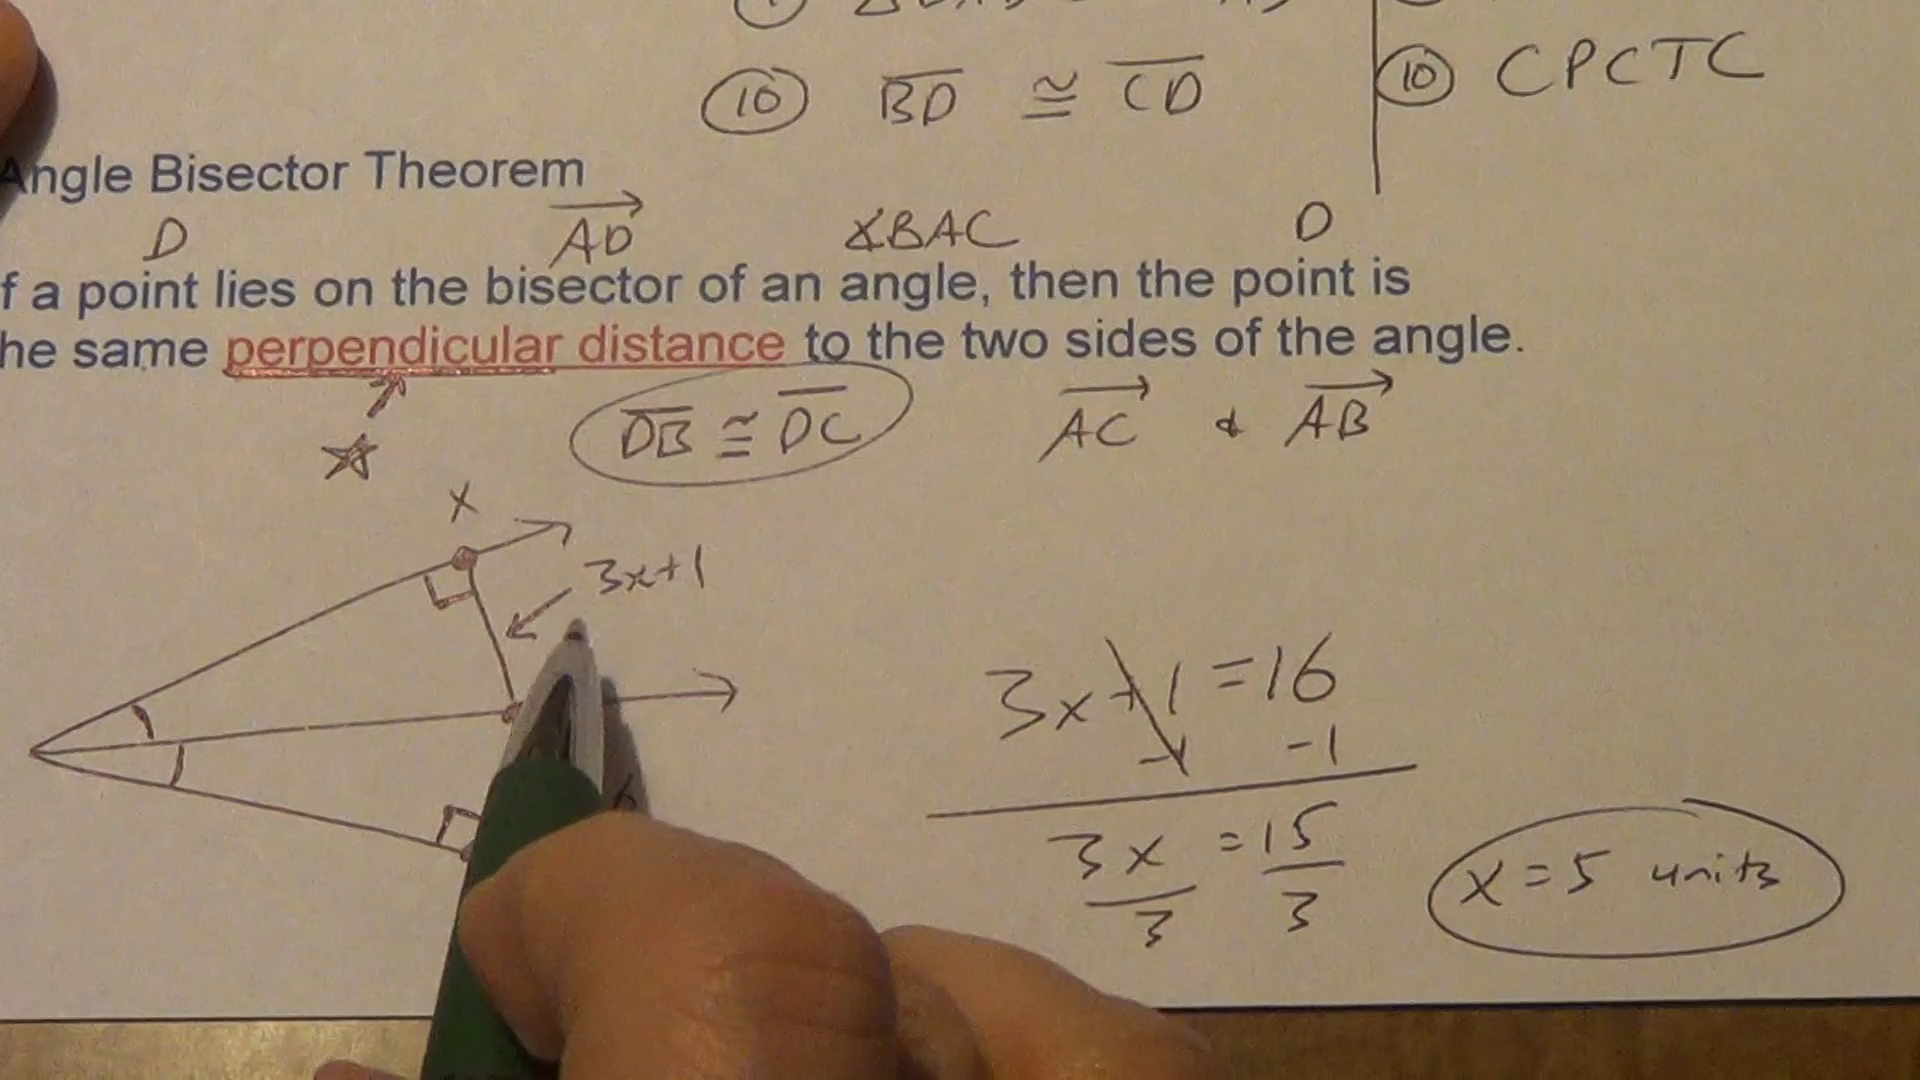 ⑩ BD ≅ CD ⑩ CPCTC
Angle Bisector Theorem
D AD ∡BAC D
f a point lies on the bisector of an angle, then the point is
he same perpendicular distance to the two sides of the angle.
DB ≅ DC AC & AB
X
3x+1
3x+1=16
-1 -1
3x =15
3 3
x=5 units